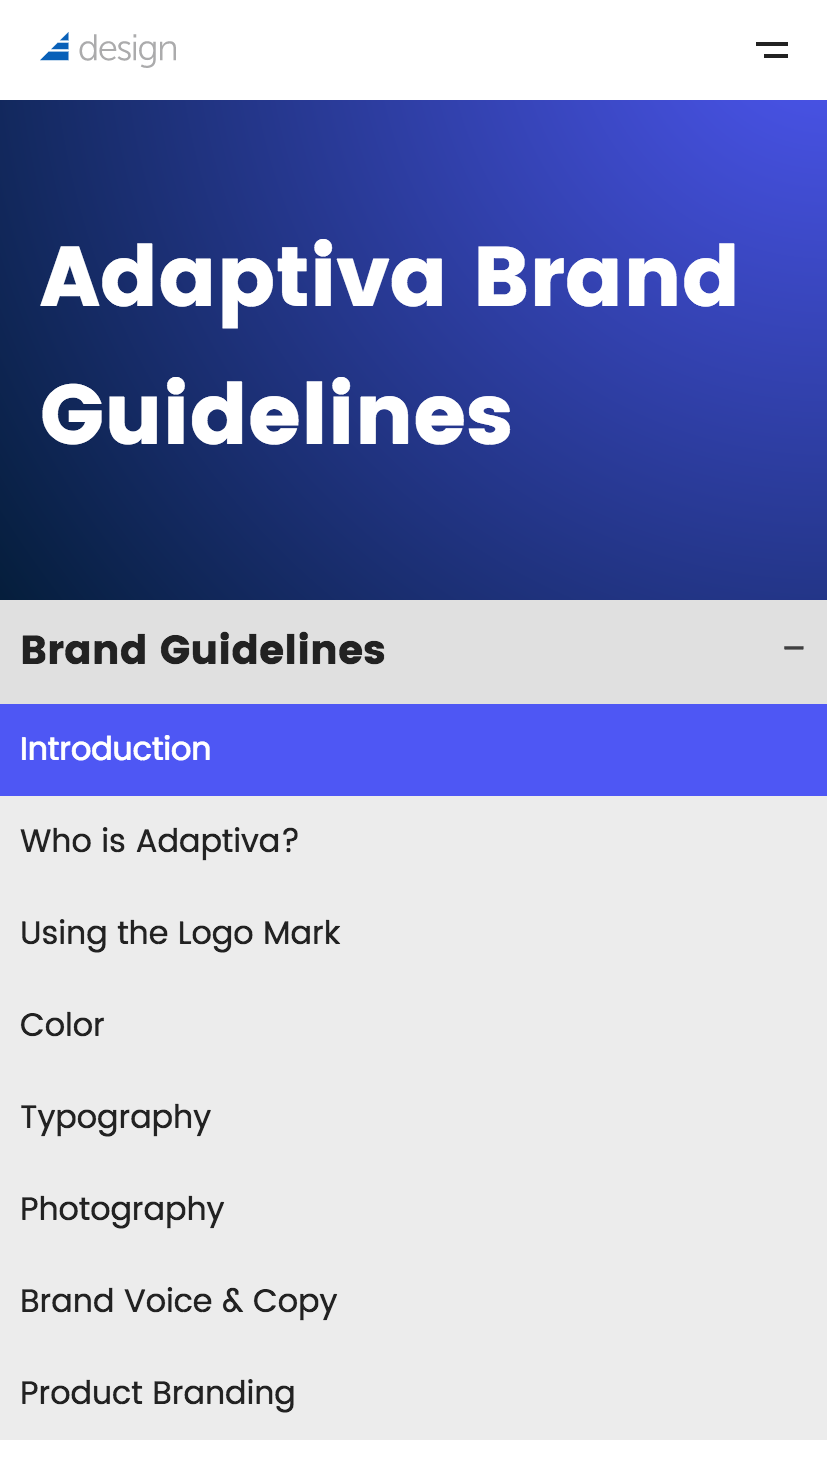 design
Adaptiva Brand
Guidelines
Brand Guidelines
Introduction
Who is Adaptiva?
Using the Logo Mark
Color
Typography
Photography
Brand Voice & Copy
Product Branding